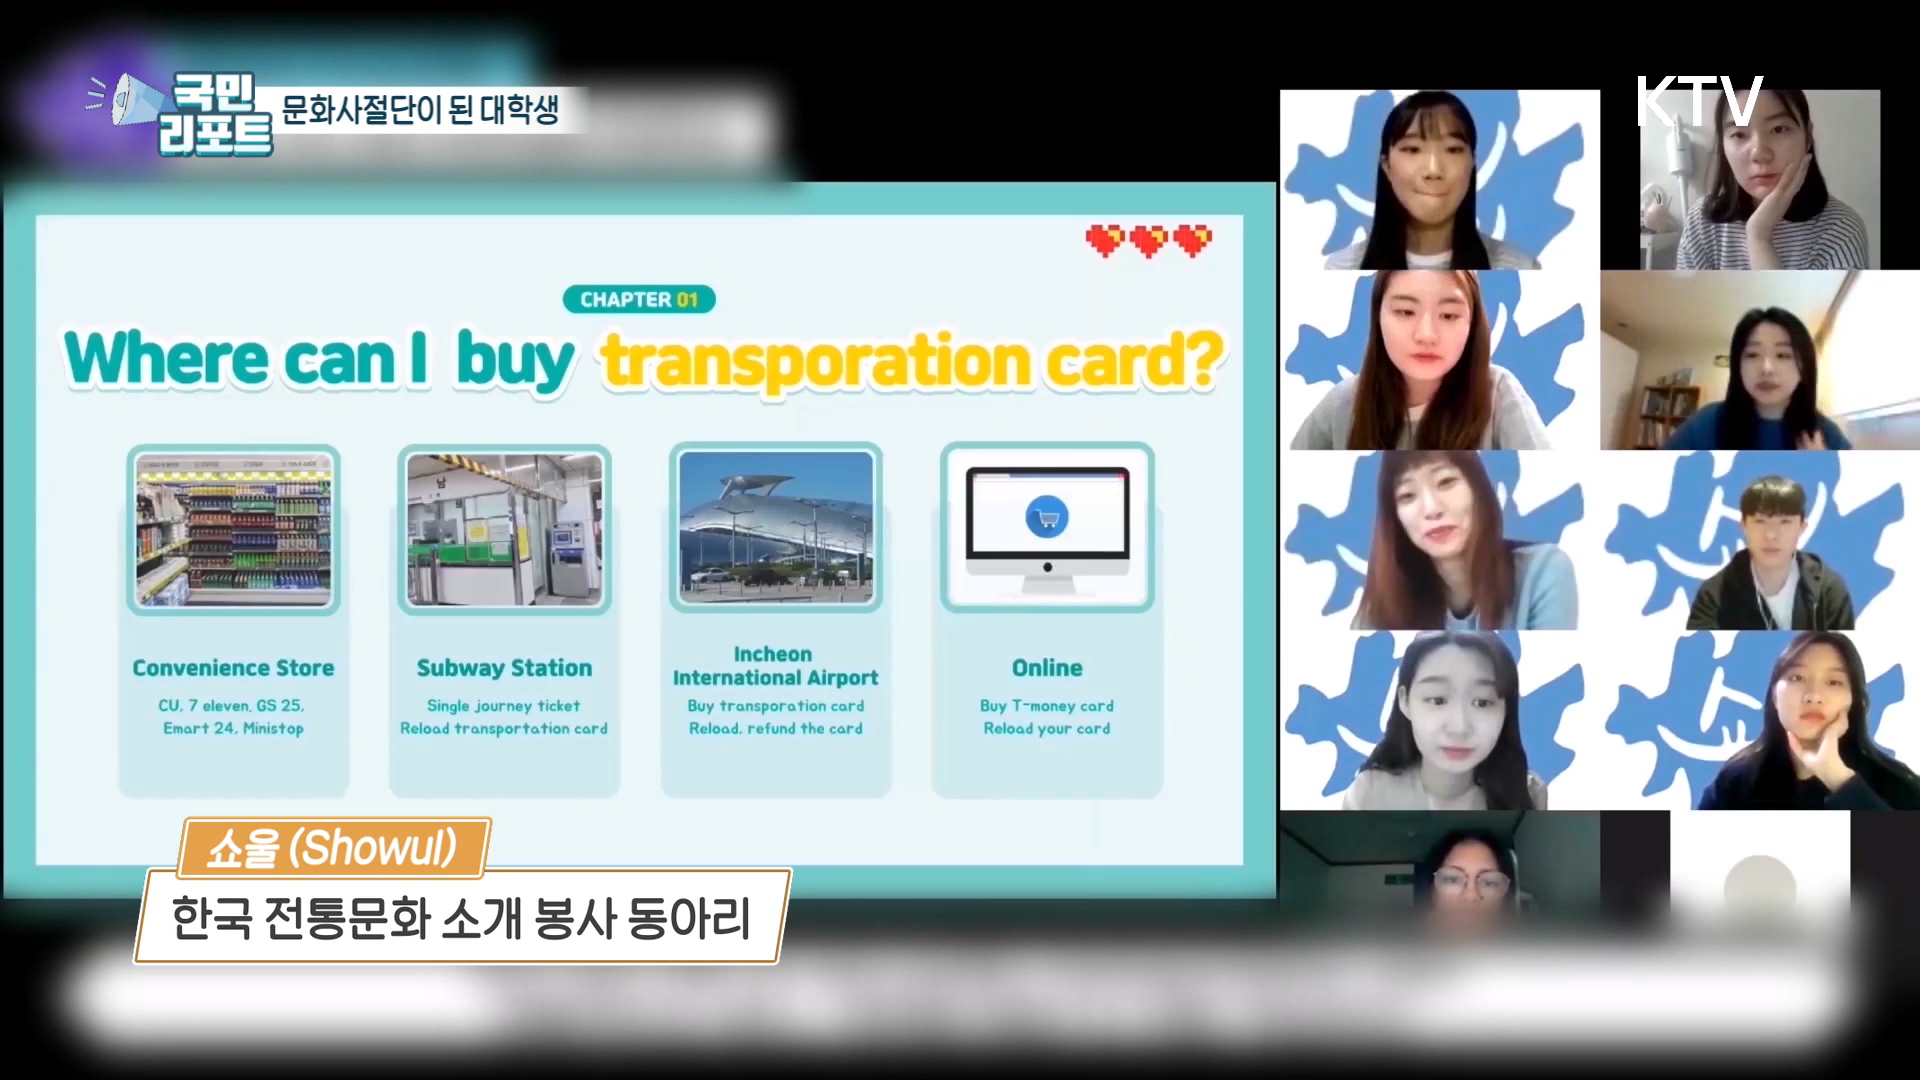 국민
리포트
문화사절단이 된 대학생
KTV
CHAPTER 01
Where can I buy transporation card?
남
Convenience Store
CU, 7 eleven, GS 25,
Emart 24, Ministop
Subway Station
Single journey ticket
Reload transportation card
Incheon
International Airport
Buy transporation card
Reload, refund the card
Online
Buy T-money card
Reload your card
쇼울 (Showul)
한국 전통문화 소개 봉사 동아리